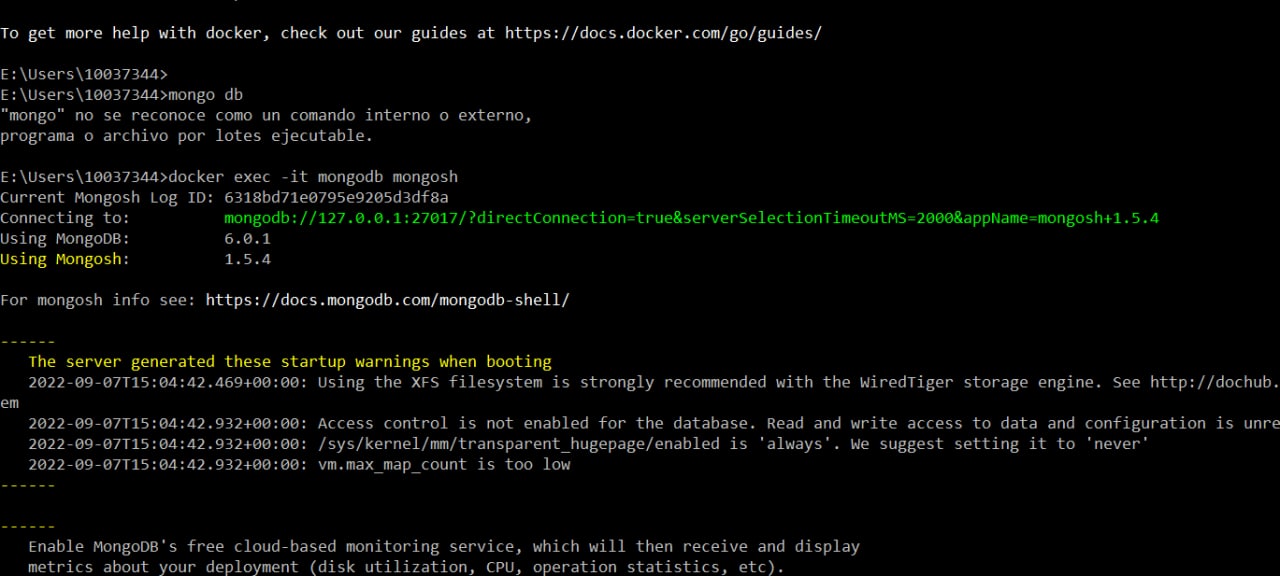 To get more help with docker, check out our guides at https://docs.docker.com/go/guides/
E:\Users\10037344>
E:\Users\10037344>mongo db
"mongo" no se reconoce como un comando interno o externo,
programa o archivo por lotes ejecutable.
E:\Users\10037344>docker exec -it mongodb mongosh
Current Mongosh Log ID: 6318bd71e0795e9205d3df8a
Connecting to: mongodb://127.0.0.1:27017/?directConnection=true&serverSelectionTimeoutMS=2000&appName=mongosh+1.5.4
Using MongoDB: 6.0.1
Using Mongosh: 1.5.4
For mongosh info see: https://docs.mongodb.com/mongodb-shell/
------
The server generated these startup warnings when booting
2022-09-07T15:04:42.469+00:00: Using the XFS filesystem is strongly recommended with the WiredTiger storage engine. See http://dochub.
em
2022-09-07T15:04:42.932+00:00: Access control is not enabled for the database. Read and write access to data and configuration is unre
2022-09-07T15:04:42.932+00:00: /sys/kernel/mm/transparent_hugepage/enabled is 'always'. We suggest setting it to 'never'
2022-09-07T15:04:42.932+00:00: vm.max_map_count is too low
------
------
Enable MongoDB's free cloud-based monitoring service, which will then receive and display
metrics about your deployment (disk utilization, CPU, operation statistics, etc).